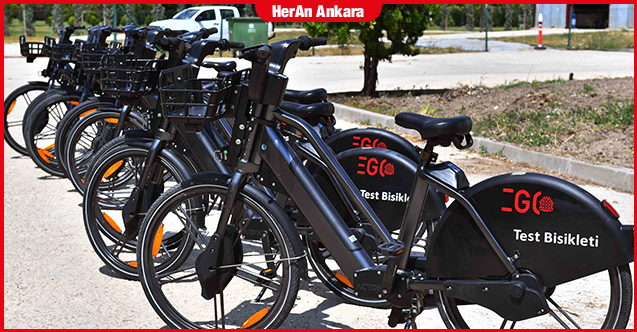 HerAn Ankara
EGO
Test Bisikleti
EGO
Test Bisikleti
EGO